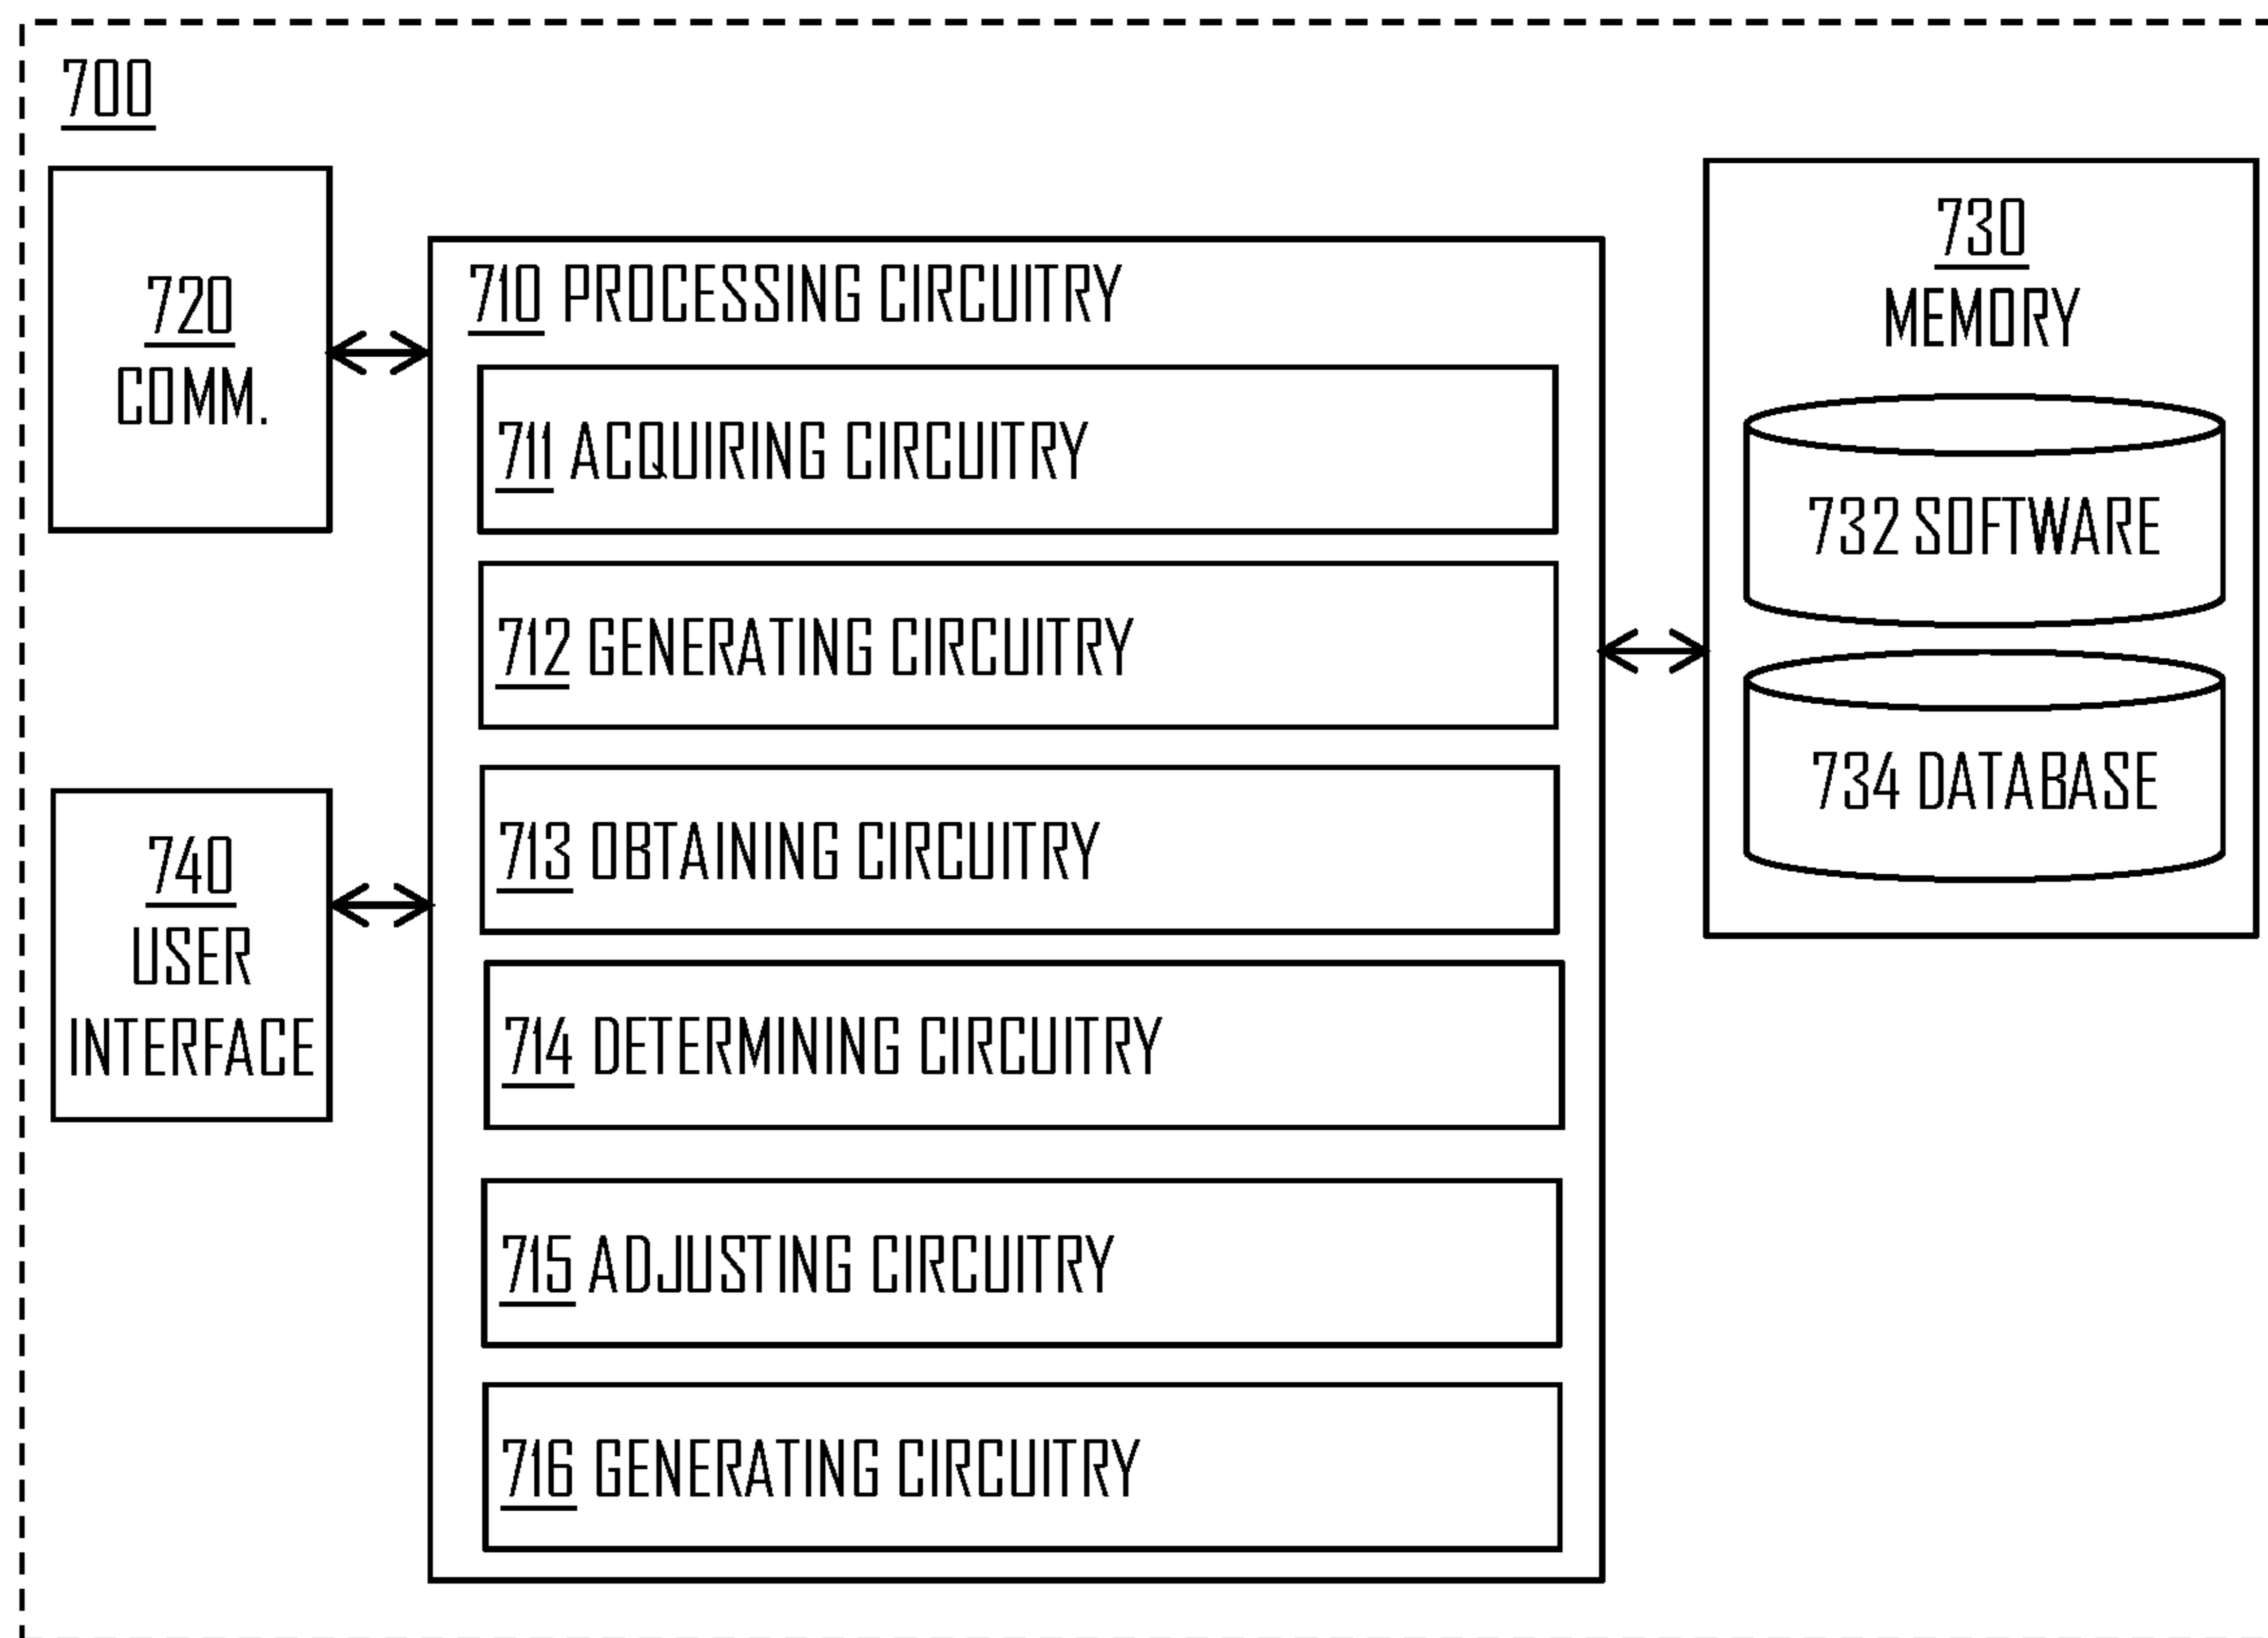 700
720
COMM.
710 PROCESSING CIRCUITRY
711 ACQUIRING CIRCUITRY
712 GENERATING CIRCUITRY
713 OBTAINING CIRCUITRY
714 DETERMINING CIRCUITRY
715 ADJUSTING CIRCUITRY
716 GENERATING CIRCUITRY
740
USER
INTERFACE
730
MEMORY
732 SOFTWARE
734 DATABASE